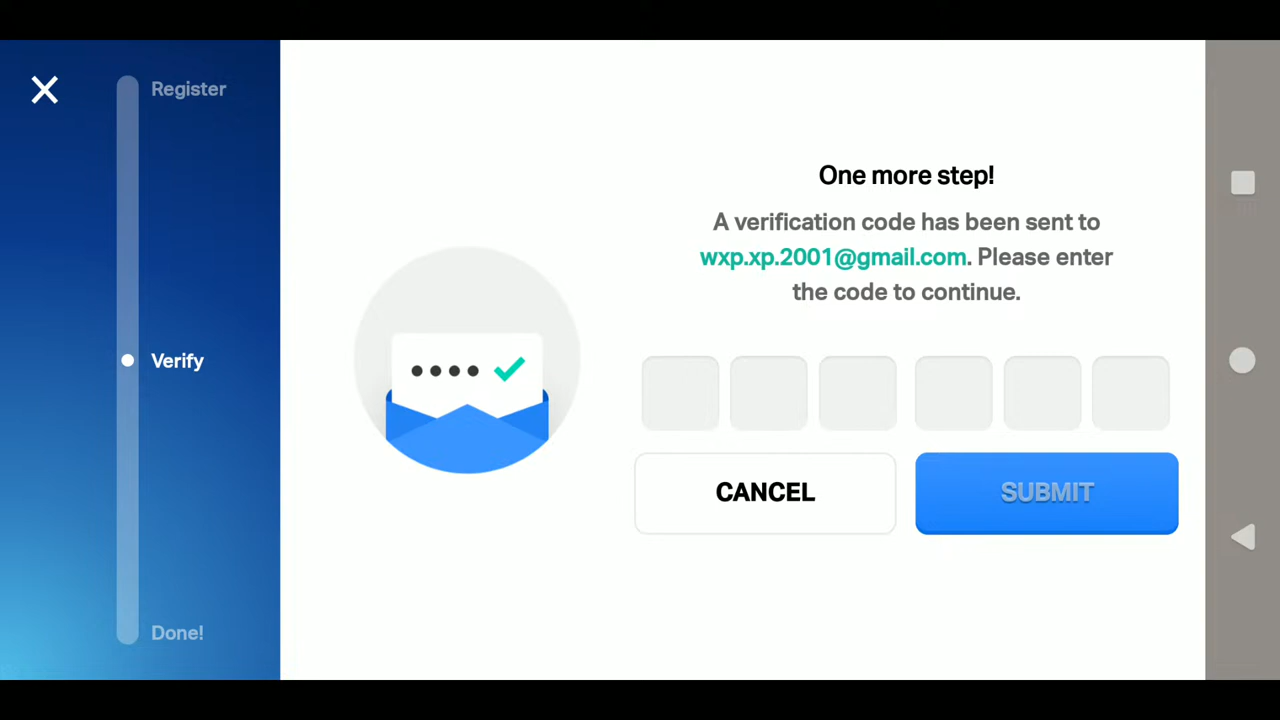 Register
Verify
Done!
One more step!
A verification code has been sent to
wxp.xp.2001@gmail.com. Please enter
the code to continue.
CANCEL
SUBMIT